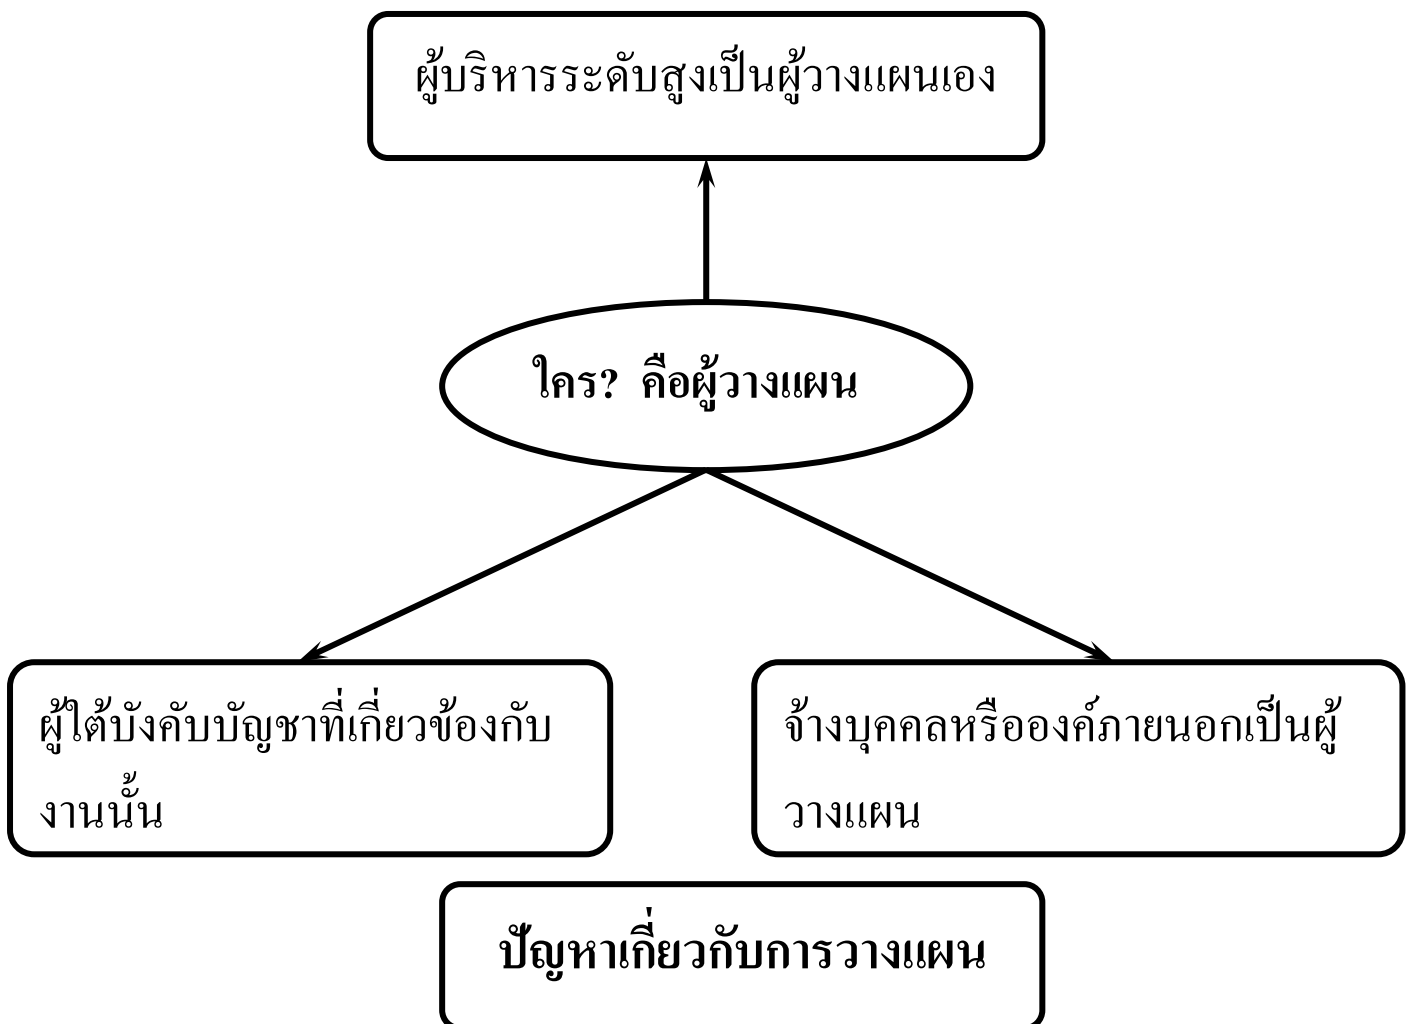 ผู้บริหารระดับสูงเป็นผู้วางแผนเอง
ใคร? คือผู้วางแผน
ผู้ใต้บังคับบัญชาที่เกี่ยวข้องกับ
งานนั้น
จ้างบุคคลหรือองค์ภายนอกเป็นผู้
วางแผน
ปัญหาเกี่ยวกับการวางแผน